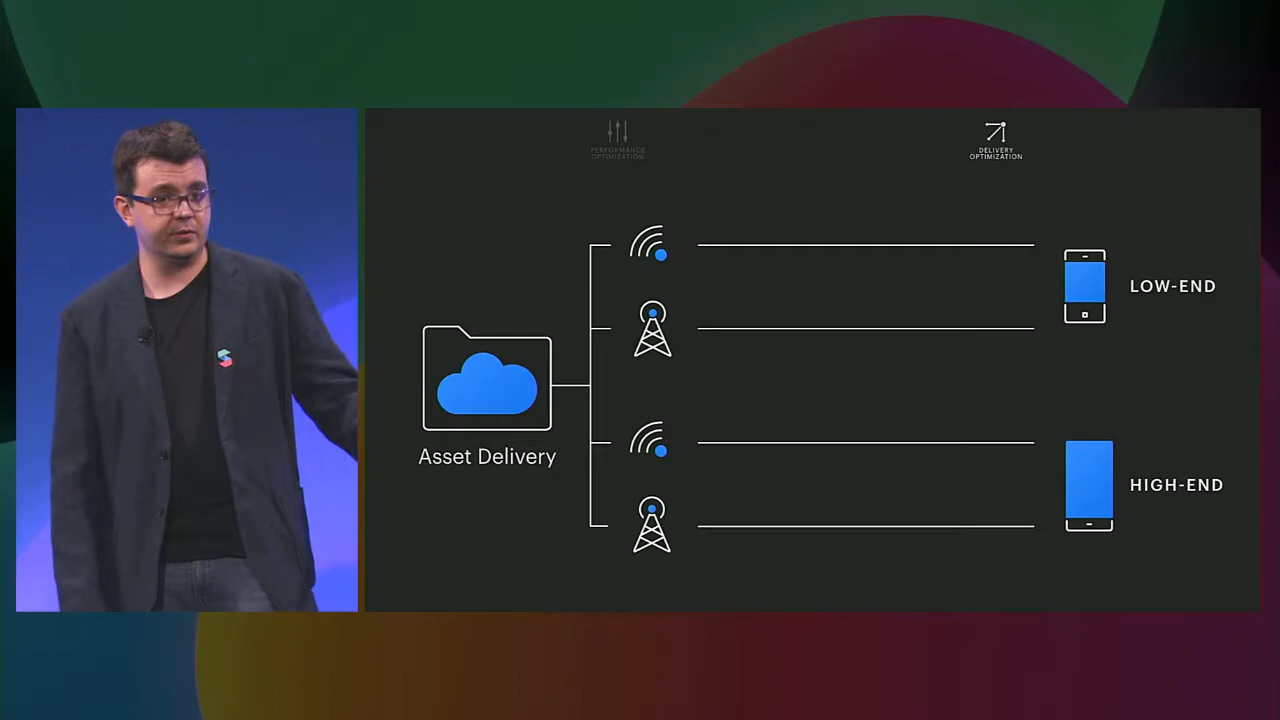 PERFORMANCE
OPTIMIZATION
DELIVERY
OPTIMIZATION
LOW-END
Asset Delivery
HIGH-END